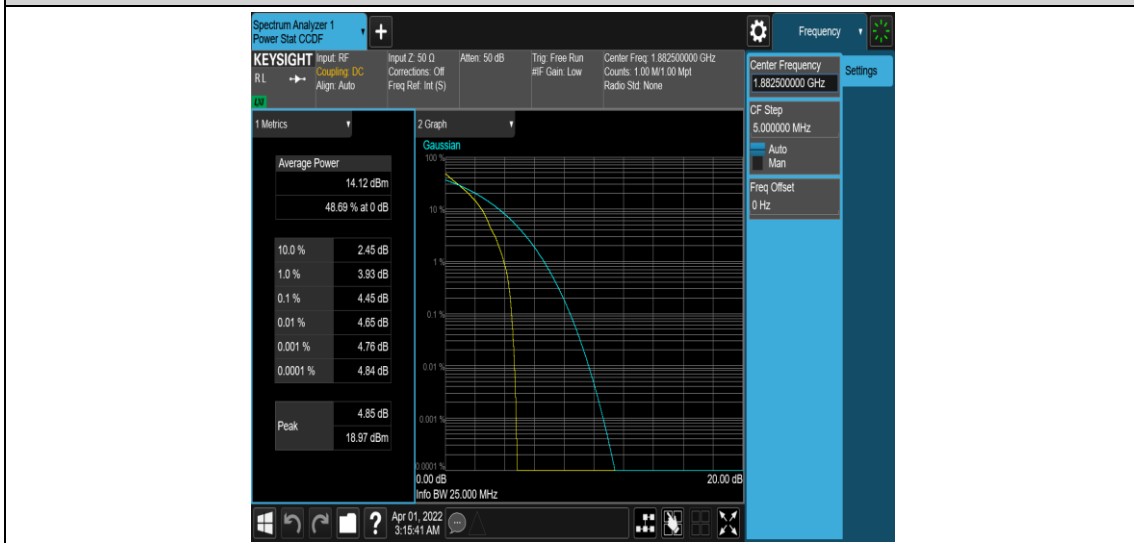 Spectrum Analyzer 1
Power Stat CCDF
+
Frequency
KEYSIGHT
RL
LXI
Input: RF
Coupling: DC
Align: Auto
Input Z: 50 Ω
Corrections: Off
Freq Ref: Int (S)
Atten: 50 dB
Trig: Free Run
#IF Gain: Low
Center Freq: 1.882500000 GHz
Counts: 1.00 M/1.00 Mpt
Radio Std: None
Center Frequency
1.882500000 GHz
Settings
CF Step
5.000000 MHz
Auto
Man
Freq Offset
0 Hz
1 Metrics
Average Power
14.12 dBm
48.69 % at 0 dB
10.0 % 2.45 dB
1.0 % 3.93 dB
0.1 % 4.45 dB
0.01 % 4.65 dB
0.001 % 4.76 dB
0.0001 % 4.84 dB
Peak 4.85 dB
18.97 dBm
2 Graph
Gaussian
100 %
10 %
1 %
0.1 %
0.01 %
0.001 %
0.0001 %
0.00 dB 20.00 dB
Info BW 25.000 MHz
?
Apr 01, 2022
3:15:41 AM